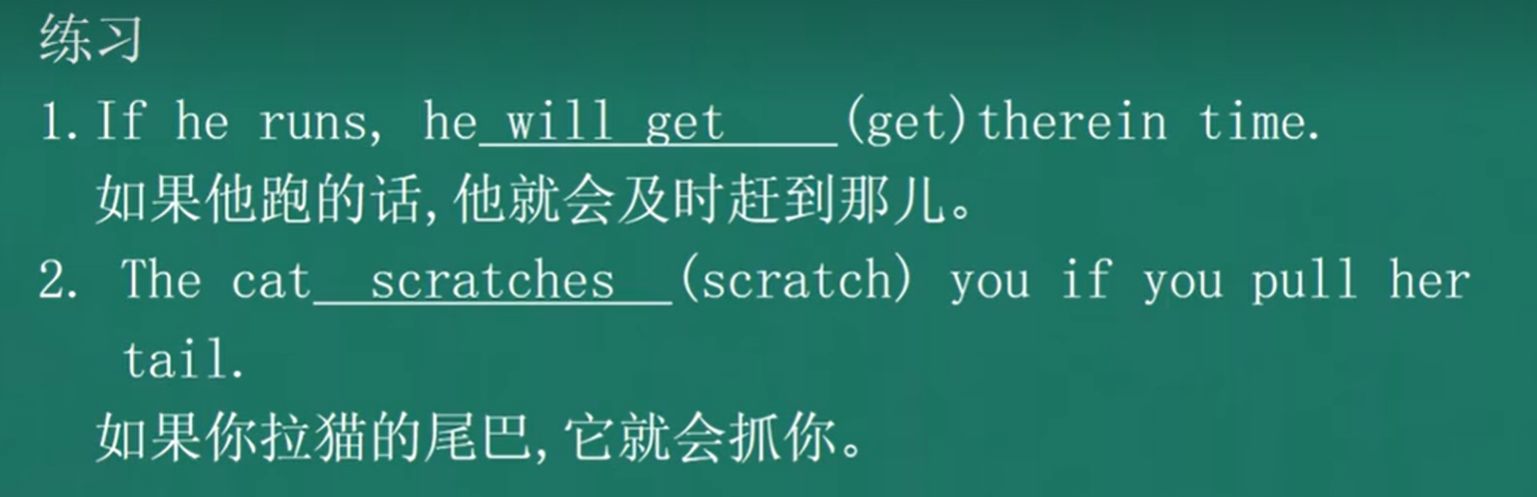 练习
1.If he runs, he will get (get)therein time.
如果他跑的话,他就会及时赶到那儿。
2. The cat scratches (scratch) you if you pull her
tail.
如果你拉猫的尾巴,它就会抓你。